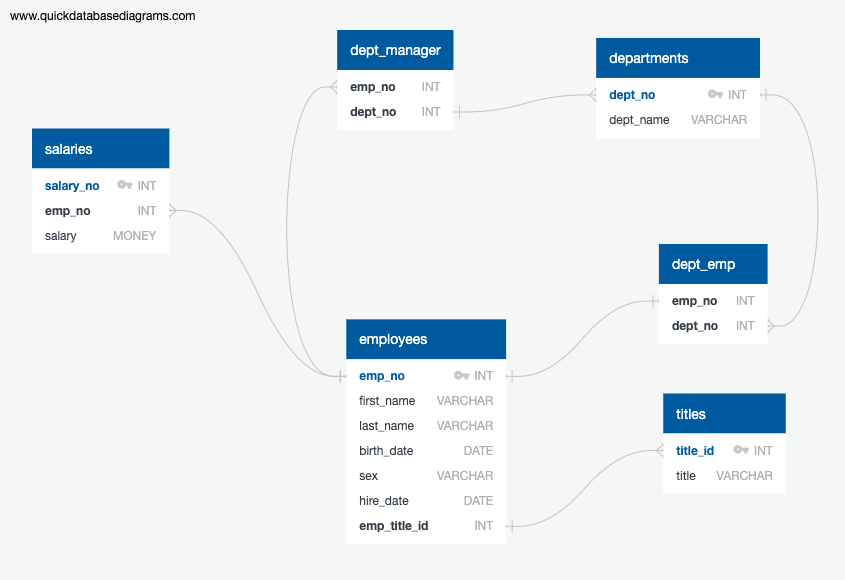 www.quickdatabasediagrams.com
dept_manager
emp_no INT
dept_no INT
departments
dept_no INT
dept_name VARCHAR
salaries
salary_no INT
emp_no INT
salary MONEY
dept_emp
emp_no INT
dept_no INT
employees
emp_no INT
first_name VARCHAR
last_name VARCHAR
birth_date DATE
sex VARCHAR
hire_date DATE
emp_title_id INT
titles
title_id INT
title VARCHAR